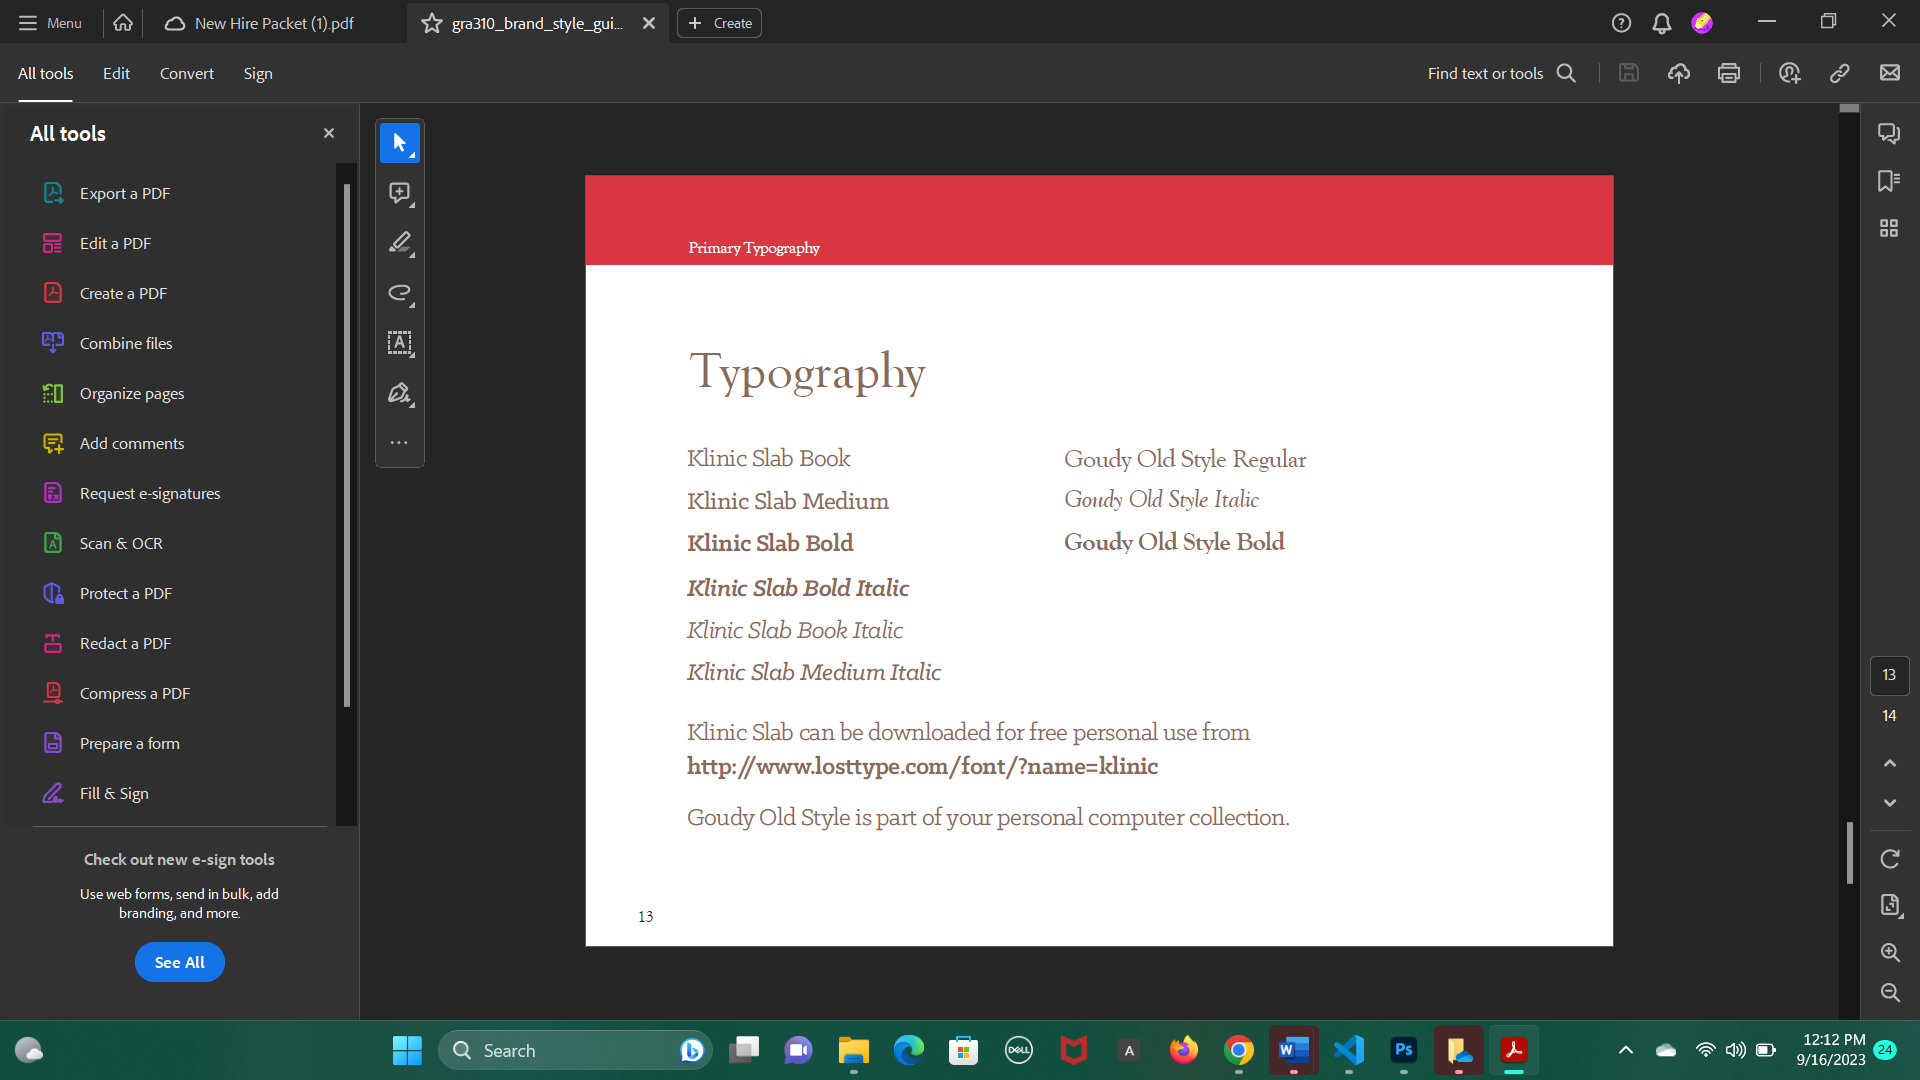 Menu
New Hire Packet (1).pdf
gra310_brand_style_gui...
Create
All tools
Edit
Convert
Sign
Find text or tools
All tools
Export a PDF
Edit a PDF
Create a PDF
Combine files
Organize pages
Add comments
Request e-signatures
Scan & OCR
Protect a PDF
Redact a PDF
Compress a PDF
Prepare a form
Fill & Sign
Check out new e-sign tools
Use web forms, send in bulk, add
branding, and more.
See All
Primary Typography
Typography
Klinic Slab Book
Klinic Slab Medium
Klinic Slab Bold
Klinic Slab Bold Italic
Klinic Slab Book Italic
Klinic Slab Medium Italic
Goudy Old Style Regular
Goudy Old Style Italic
Goudy Old Style Bold
Klinic Slab can be downloaded for free personal use from
http://www.losttype.com/font/?name=klinic
Goudy Old Style is part of your personal computer collection.
13
13
14
Search
DELL
A
W
Ps
12:12 PM
9/16/2023
24